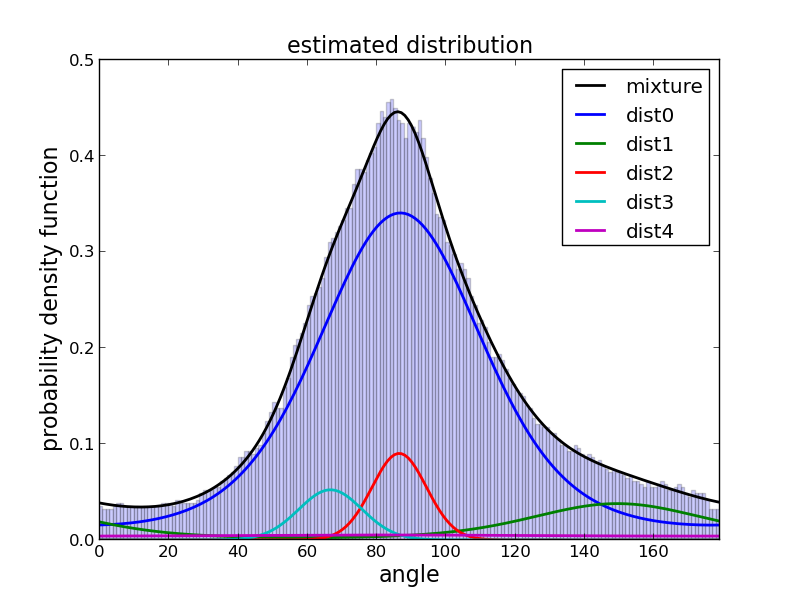 estimated distribution
0.5
0.4
0.3
0.2
0.1
0.0
probability density function
mixture
dist0
dist1
dist2
dist3
dist4
0 20 40 60 80 100 120 140 160
angle